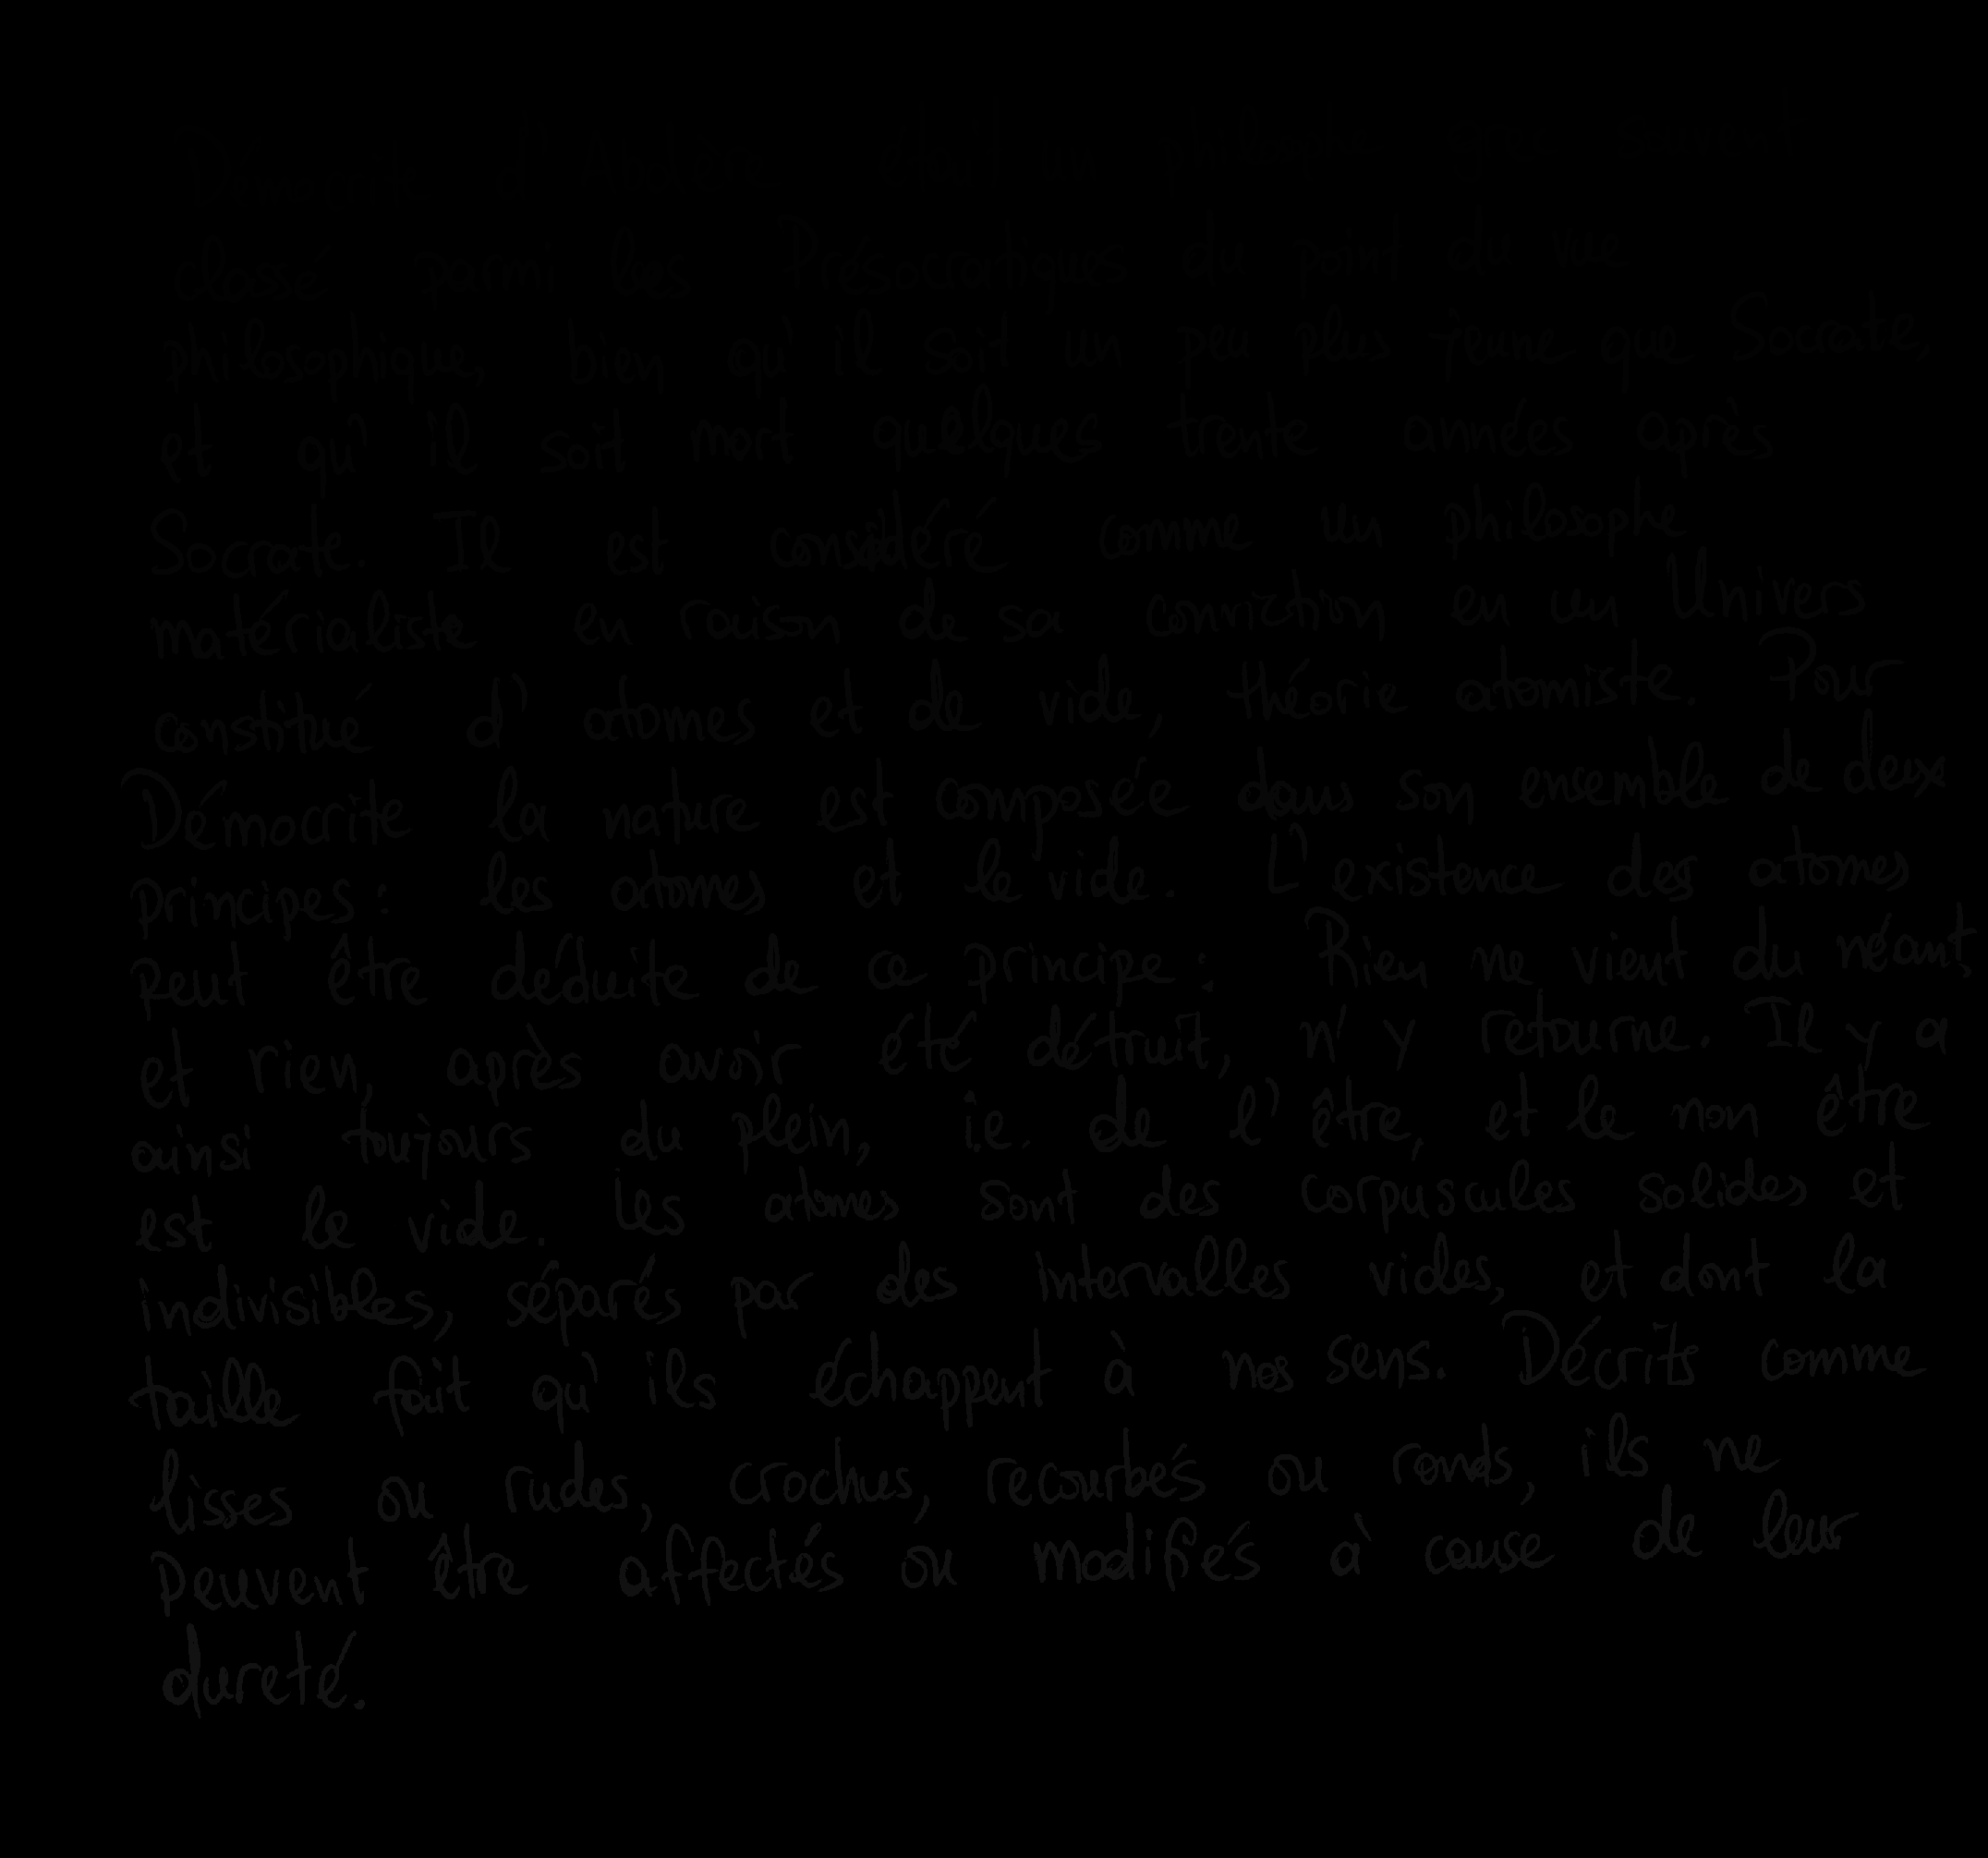 Démocrite d'Abdère était un philosophe grec souvent
classé parmi les Présocratiques du point du vue
philosophique, bien qu'il soit un peu plus jeune que Socrate,
et qu'il soit mort quelques trente années après
Socrate. Il est considéré comme un philosophe
matérialiste en raison de sa conviction en un Univers
constitué d'atomes et de vide, théorie atomiste. Pour
Démocrite la nature est composée dans son ensemble de deux
principes: les atomes et le vide. L'existence des atomes
peut être déduite de ce principe: Rien ne vient du néant,
et rien, après avoir été détruit, n'y retourne. Il y a
ainsi toujours du plein, i.e. de l'être, et le non être
est le vide. Les atomes sont des corpuscules solides et
indivisibles, séparés par des intervalles vides, et dont la
taille fait qu'ils échappent à nos sens. Décrits comme
lisses ou rudes, crochus, recourbés ou ronds, ils ne
peuvent être affectés ou modifiés à cause de leur
dureté.